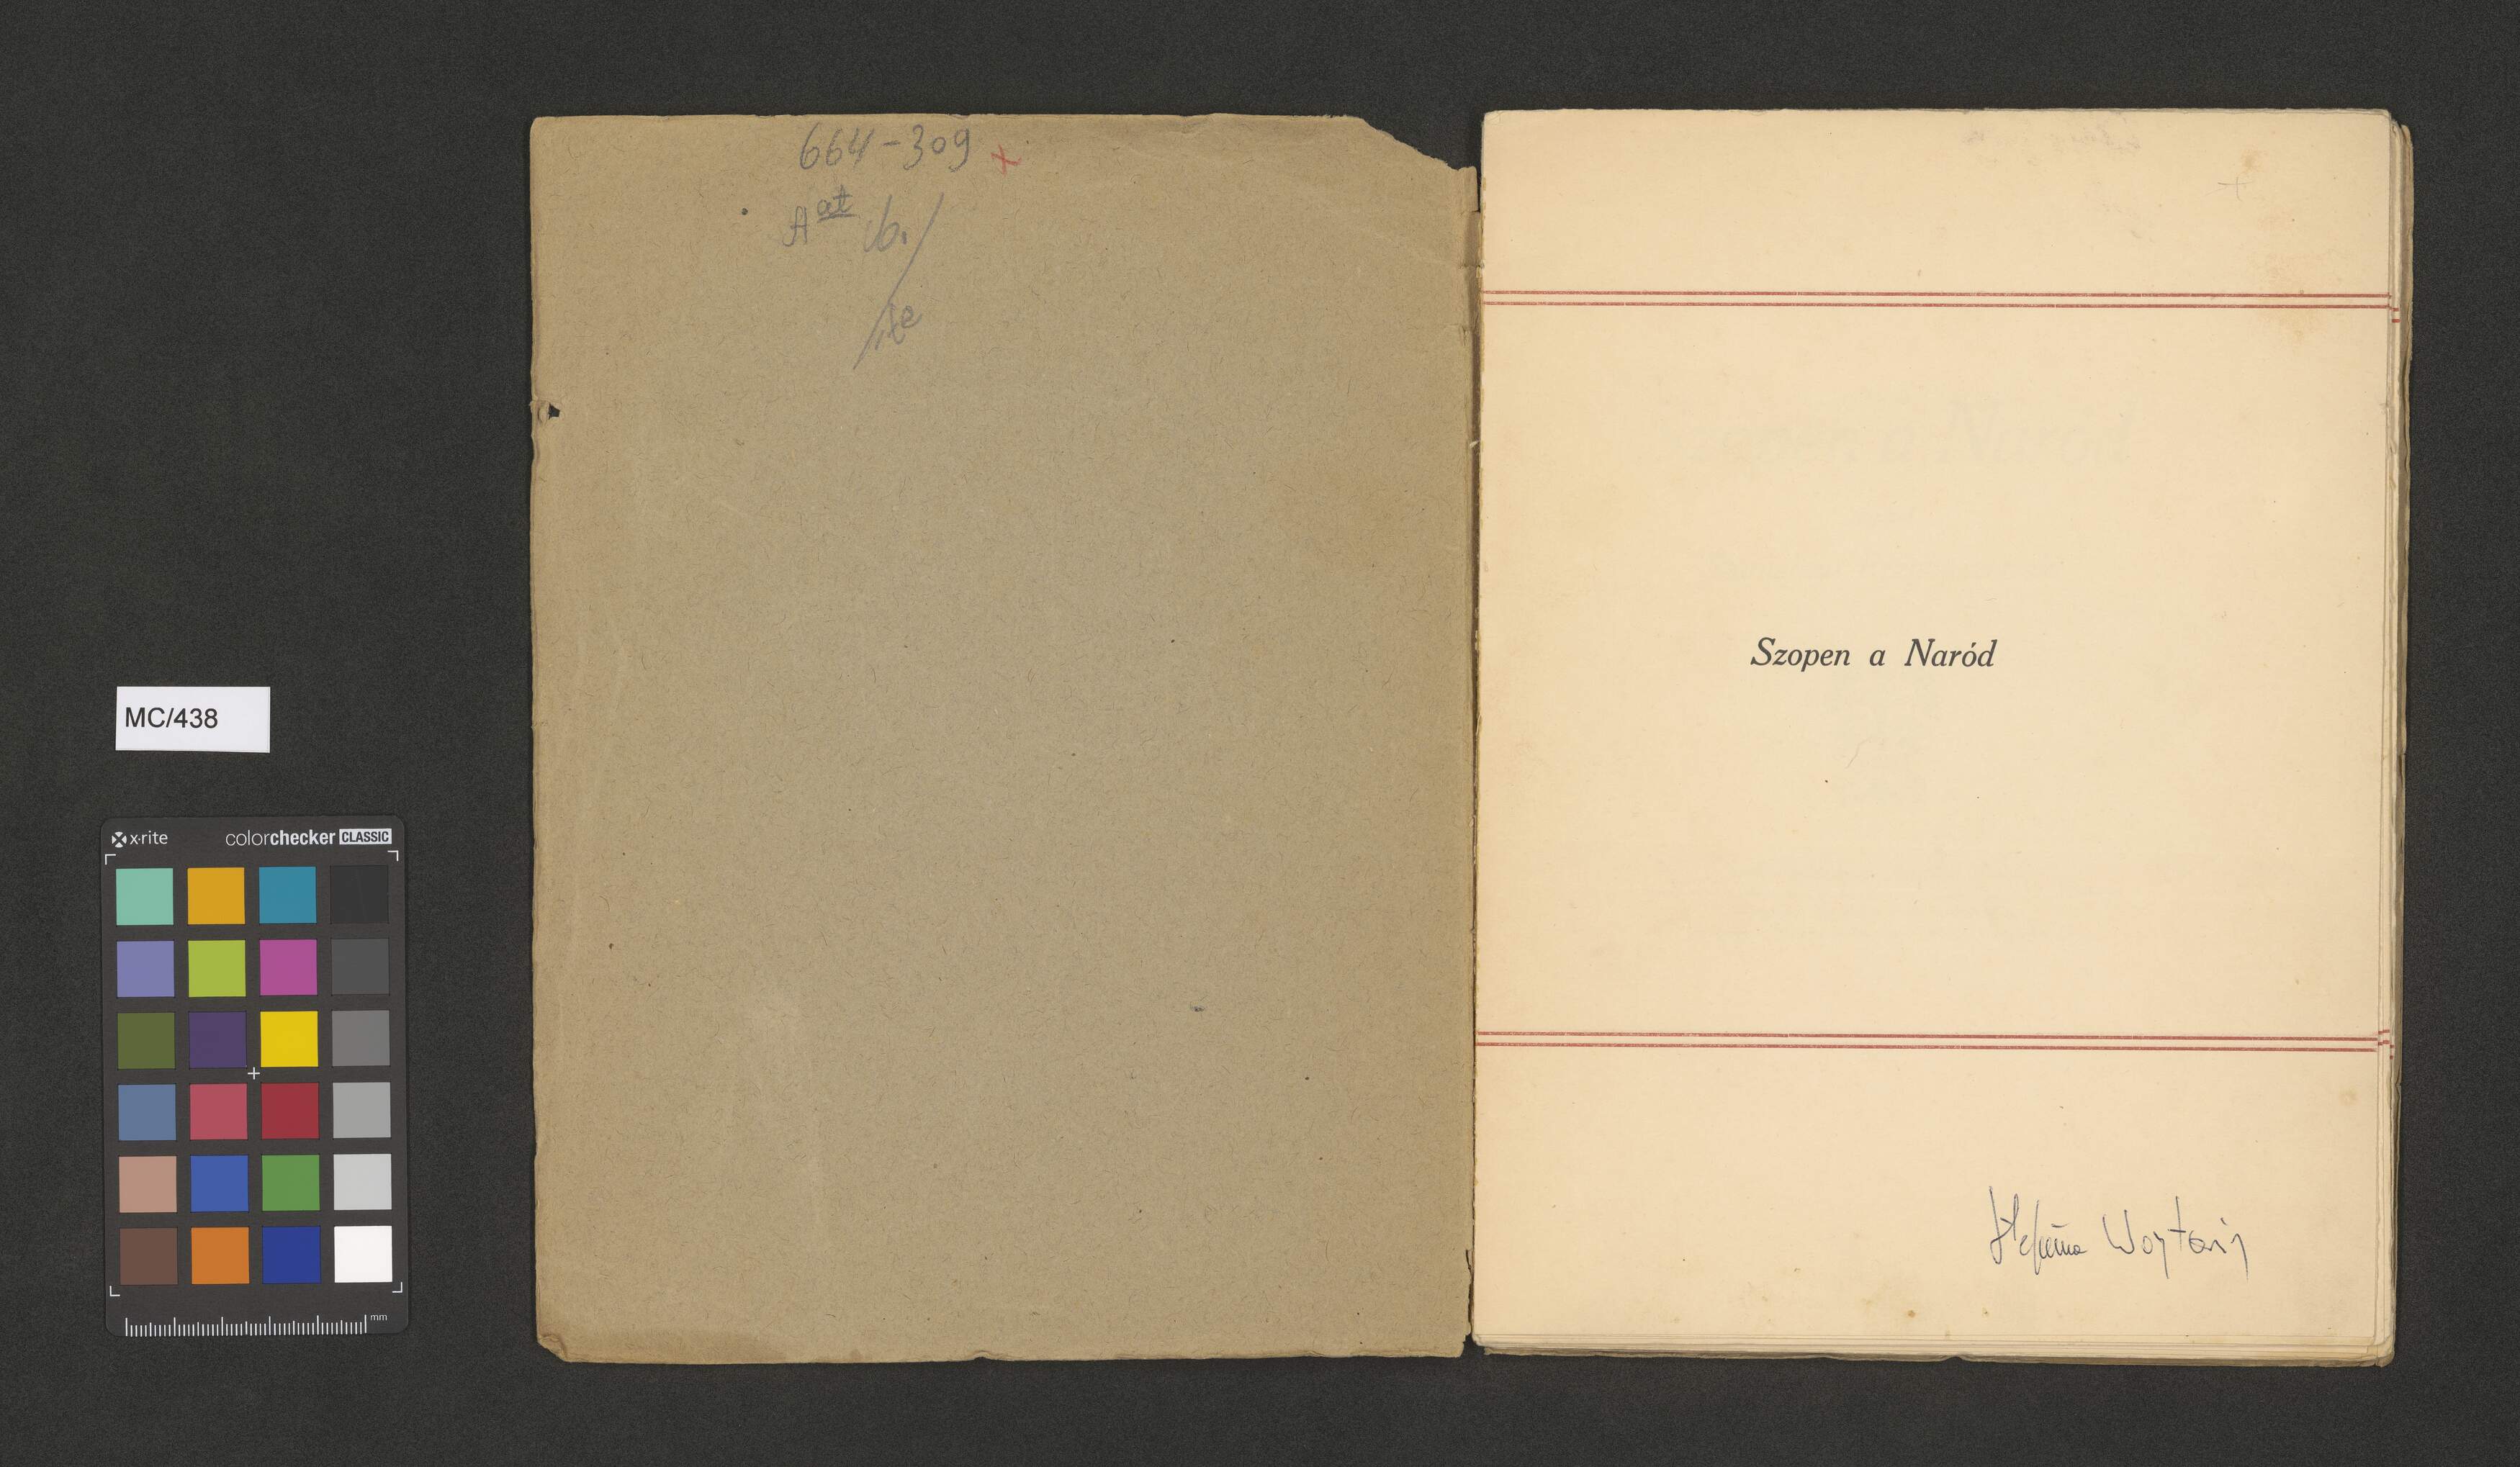 664-309 +
MC/438
x-rite colorchecker CLASSIC
mm
Szopen a Naród